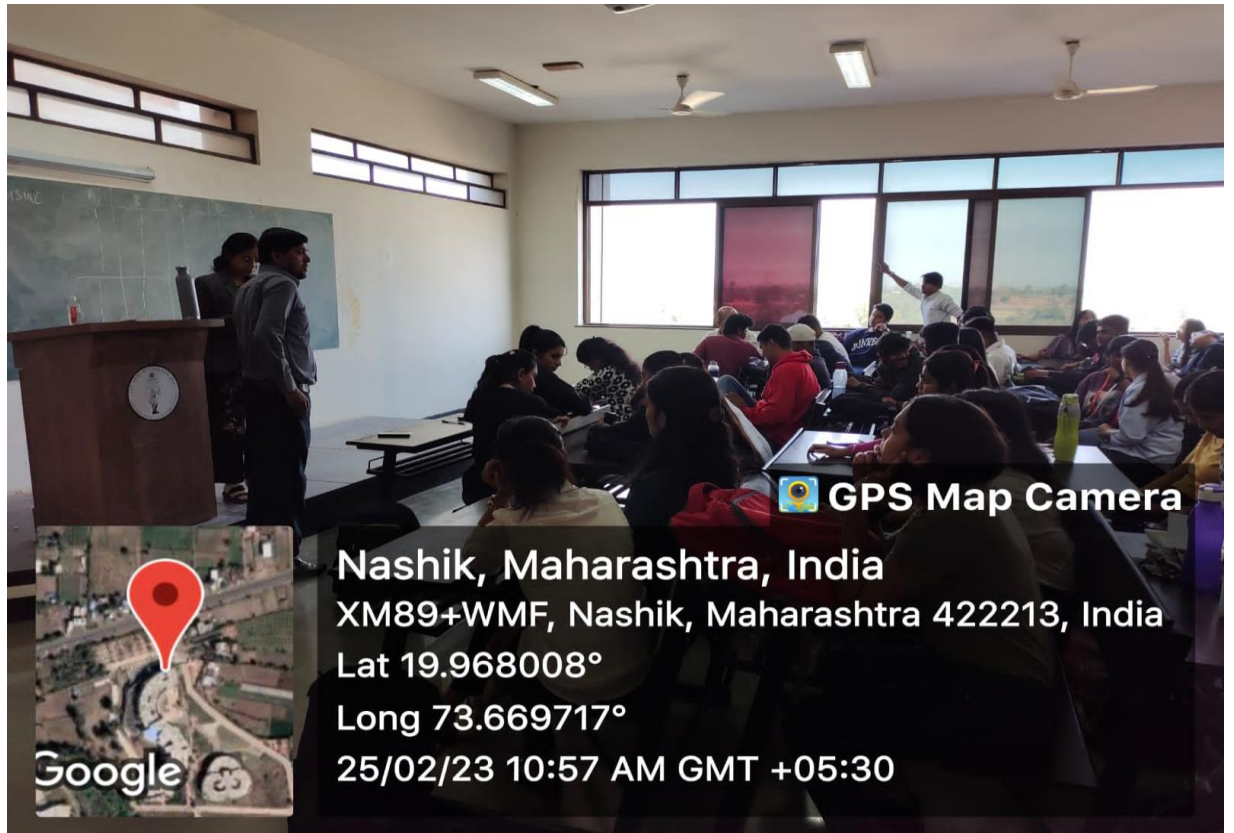 GPS Map Camera
Nashik, Maharashtra, India
XM89+WMF, Nashik, Maharashtra 422213, India
Lat 19.968008°
Long 73.669717°
25/02/23 10:57 AM GMT +05:30
Google